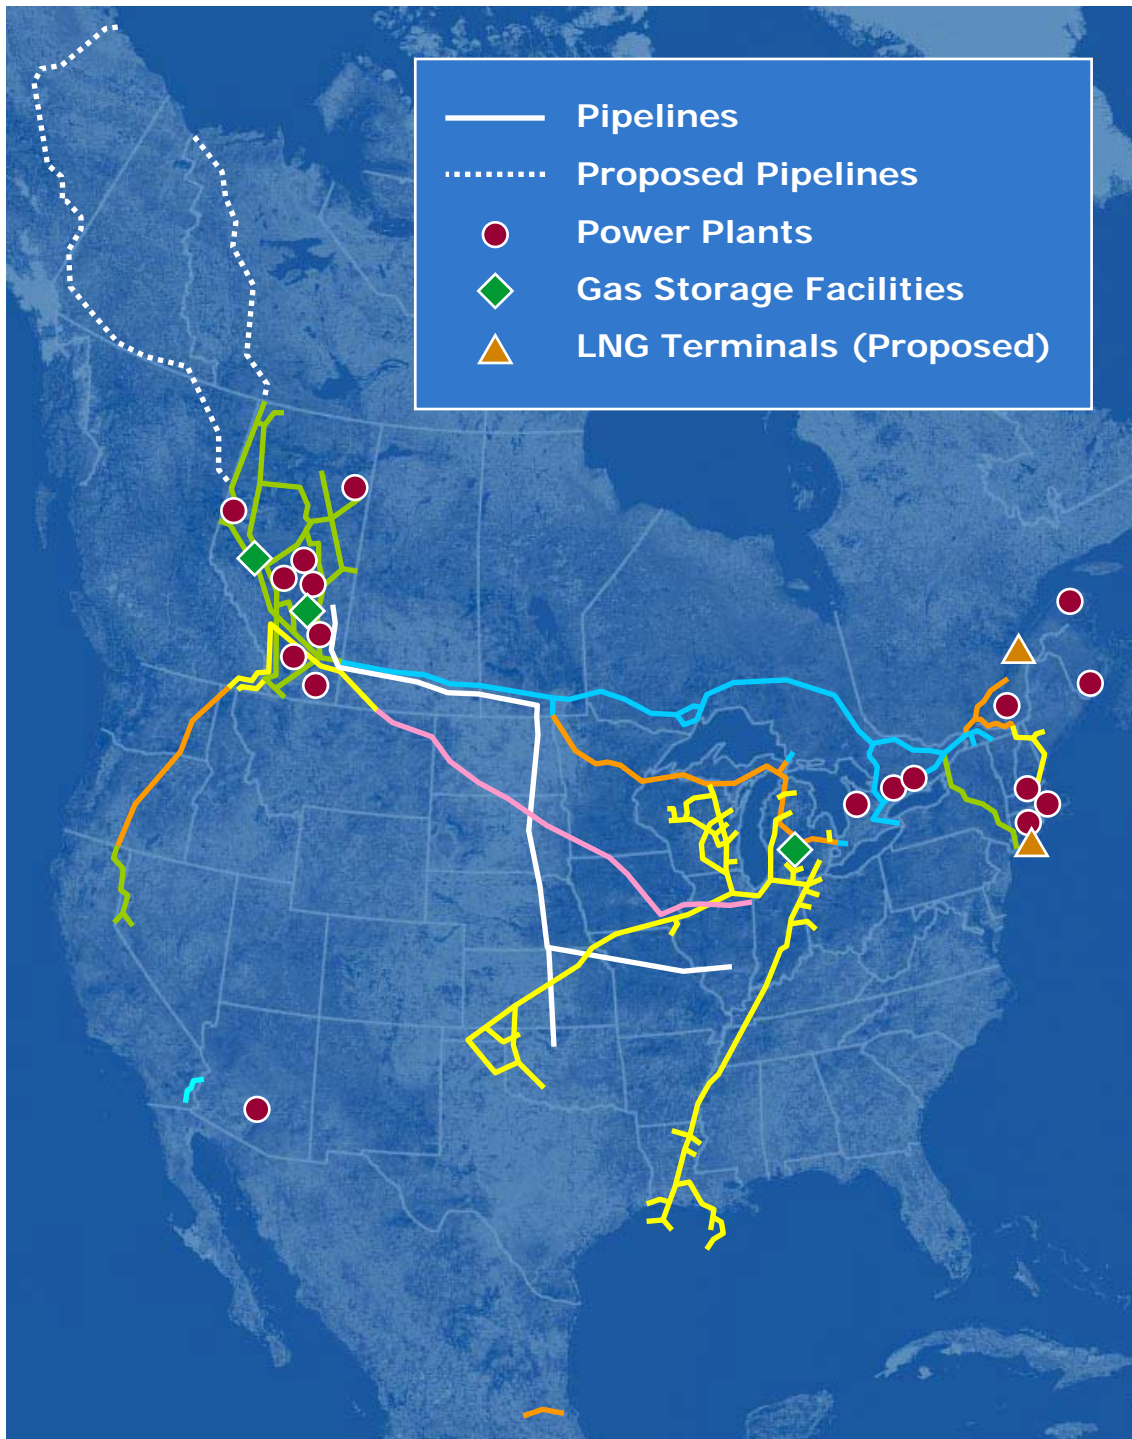 Pipelines
Proposed Pipelines
Power Plants
Gas Storage Facilities
LNG Terminals (Proposed)